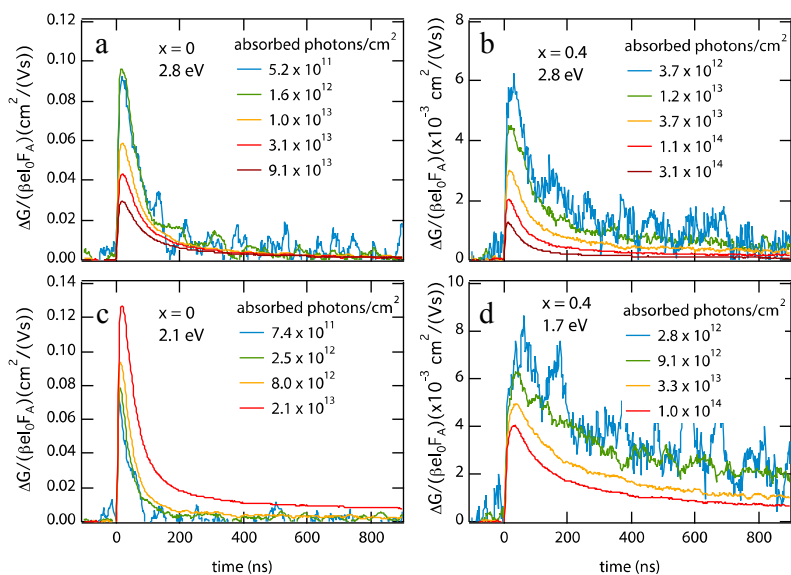 a
x = 0
2.8 eV
absorbed photons/cm²
5.2 x 10¹¹
1.6 x 10¹²
1.0 x 10¹³
3.1 x 10¹³
9.1 x 10¹³
ΔG/(βeI₀F_A)(cm²/(Vs))
0.12
0.10
0.08
0.06
0.04
0.02
0.00
b
x = 0.4
2.8 eV
absorbed photons/cm²
3.7 x 10¹²
1.2 x 10¹³
3.7 x 10¹³
1.1 x 10¹⁴
3.1 x 10¹⁴
ΔG/(βeI₀F_A)(x10⁻³ cm²/(Vs))
8
6
4
2
0
c
x = 0
2.1 eV
absorbed photons/cm²
7.4 x 10¹¹
2.5 x 10¹²
8.0 x 10¹²
2.1 x 10¹³
ΔG/(βeI₀F_A)(cm²/(Vs))
0.14
0.12
0.10
0.08
0.06
0.04
0.02
0.00
0
200
400
600
800
time (ns)
d
x = 0.4
1.7 eV
absorbed photons/cm²
2.8 x 10¹²
9.1 x 10¹²
3.3 x 10¹³
1.0 x 10¹⁴
ΔG/(βeI₀F_A)(x10⁻³ cm²/(Vs))
10
8
6
4
2
0
0
200
400
600
800
time (ns)